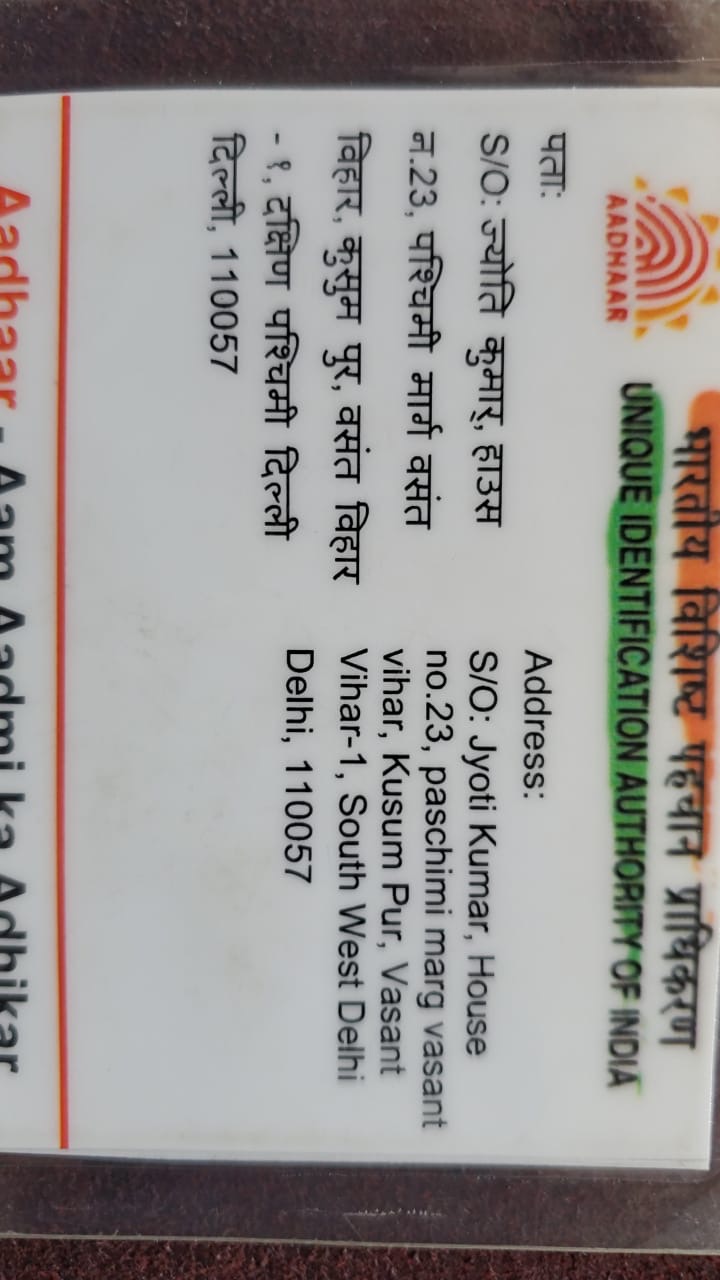 भारतीय विशिष्ट पहचान प्राधिकरण
UNIQUE IDENTIFICATION AUTHORITY OF INDIA
AADHAAR
पताः
S/O: ज्योति कुमार, हाउस
न.23, पश्चिमी मार्ग वसंत
विहार, कुसुम पुर, वसंत विहार
- १, दक्षिण पश्चिमी दिल्ली
दिल्ली, 110057
Address:
S/O: Jyoti Kumar, House
no.23, paschimi marg vasant
vihar, Kusum Pur, Vasant
Vihar-1, South West Delhi
Delhi, 110057
Aadhaar - Aam Aadmi ka Adhikar